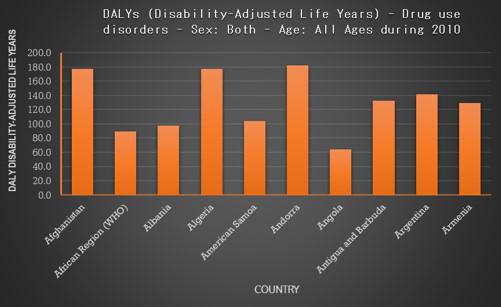 DALYs (Disability-Adjusted Life Years) - Drug use
disorders - Sex: Both - Age: All Ages during 2010
DALY DISABILITY-ADJUSTED LIFE YEARS
200.0
180.0
160.0
140.0
120.0
100.0
80.0
60.0
40.0
20.0
0.0
Afghanistan
African Region (WHO)
Albania
Algeria
American Samoa
Andorra
Angola
Antigua and Barbuda
Argentina
Armenia
COUNTRY